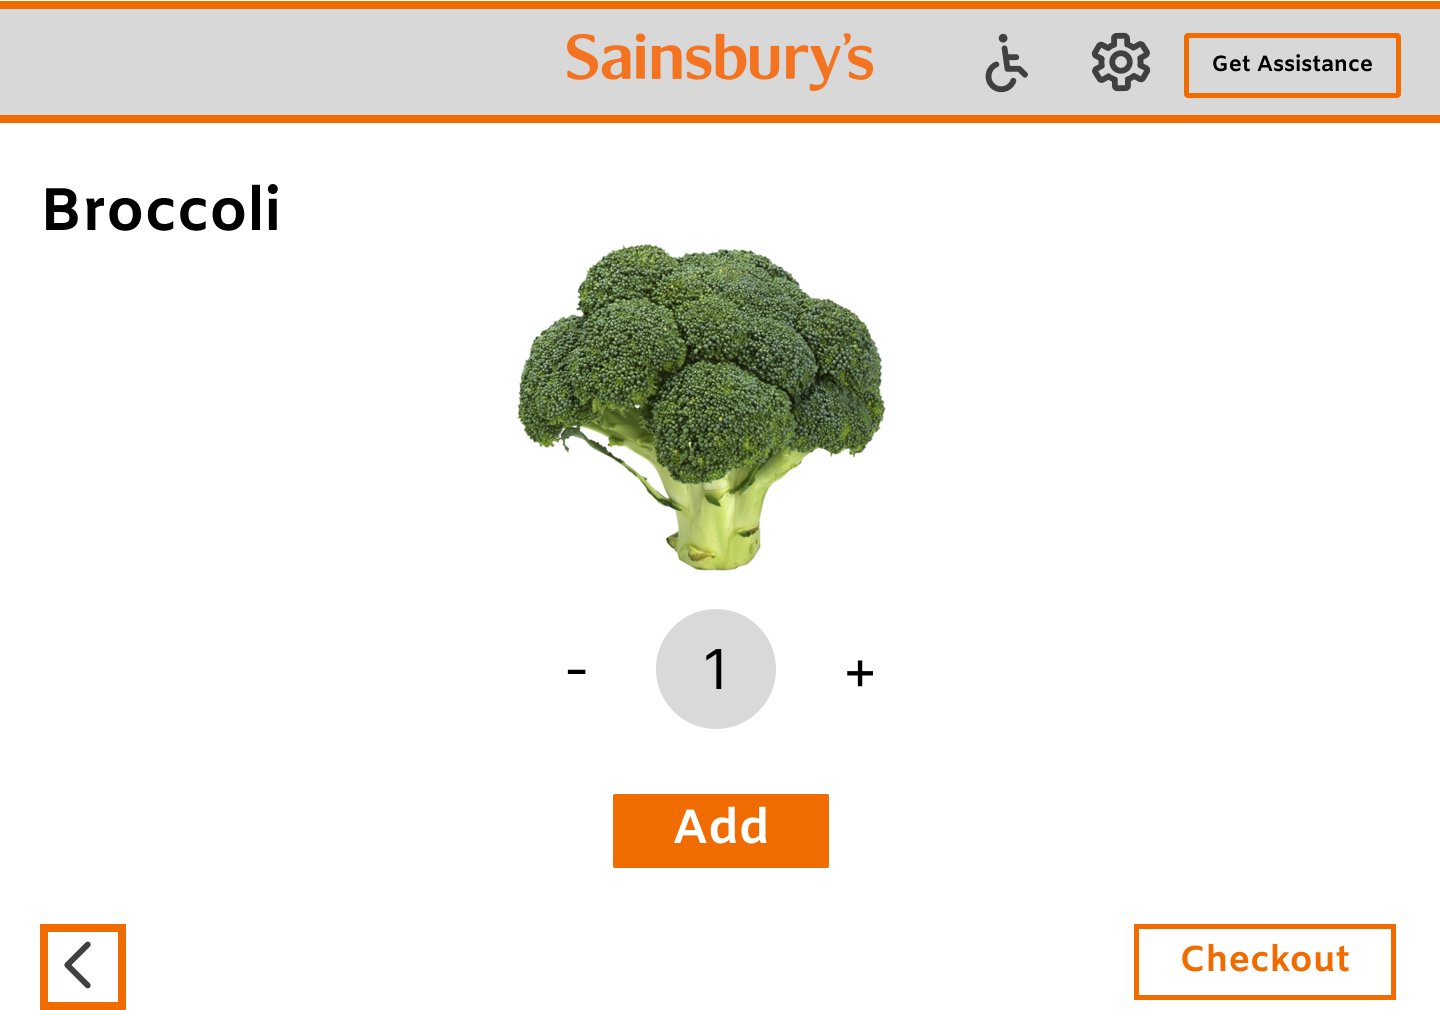 Sainsbury's
Get Assistance
Broccoli
- 1 +
Add
Checkout